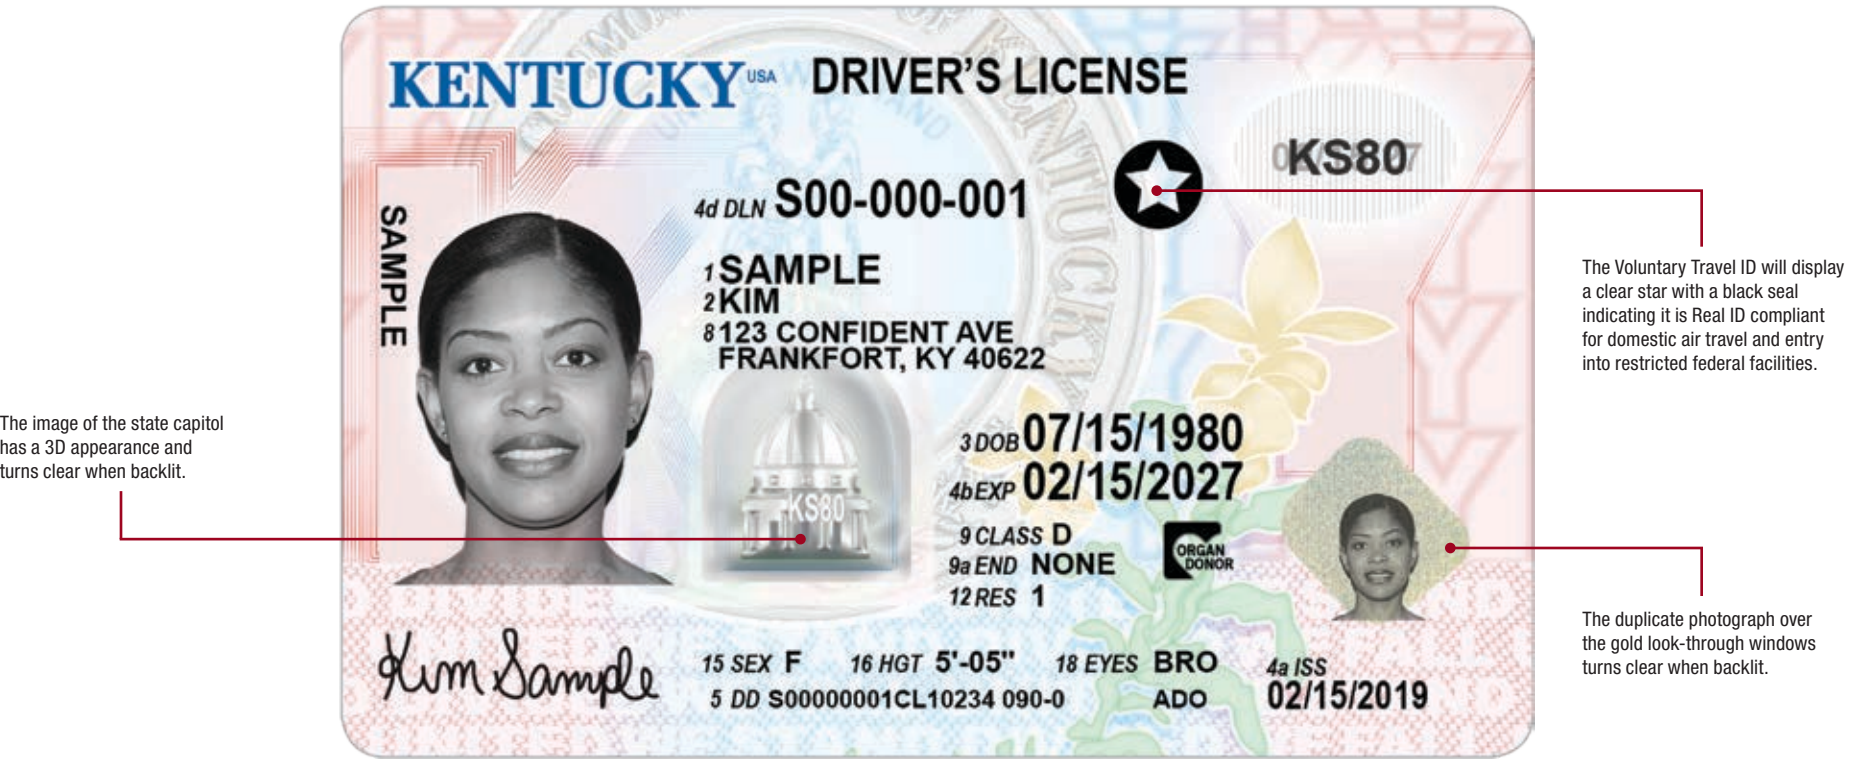 KENTUCKY USA DRIVER'S LICENSE
KS80
SAMPLE
4d DLN S00-000-001
1 SAMPLE
2 KIM
8 123 CONFIDENT AVE
FRANKFORT, KY 40622
KS80
3 DOB 07/15/1980
4b EXP 02/15/2027
9 CLASS D
9a END NONE
12 RES 1
ORGAN
DONOR
Kim Sample
15 SEX F 16 HGT 5'-05" 18 EYES BRO
5 DD S00000001CL10234 090-0 ADO
4a ISS
02/15/2019
The image of the state capitol
has a 3D appearance and
turns clear when backlit.
The Voluntary Travel ID will display
a clear star with a black seal
indicating it is Real ID compliant
for domestic air travel and entry
into restricted federal facilities.
The duplicate photograph over
the gold look-through windows
turns clear when backlit.